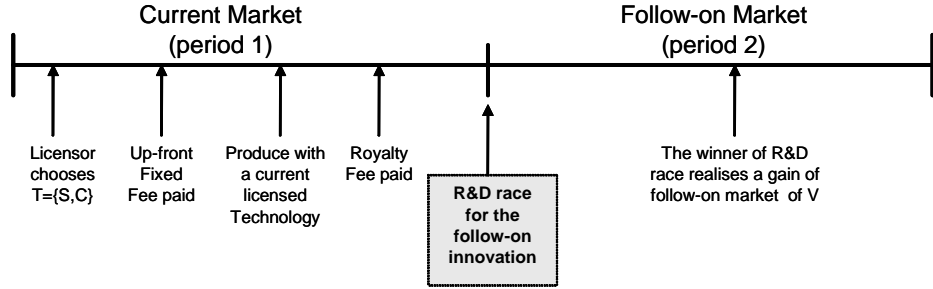 Current Market
(period 1)
Follow-on Market
(period 2)
Licensor
chooses
T={S,C}
Up-front
Fixed
Fee paid
Produce with
a current
licensed
Technology
Royalty
Fee paid
R&D race
for the
follow-on
innovation
The winner of R&D
race realises a gain of
follow-on market of V